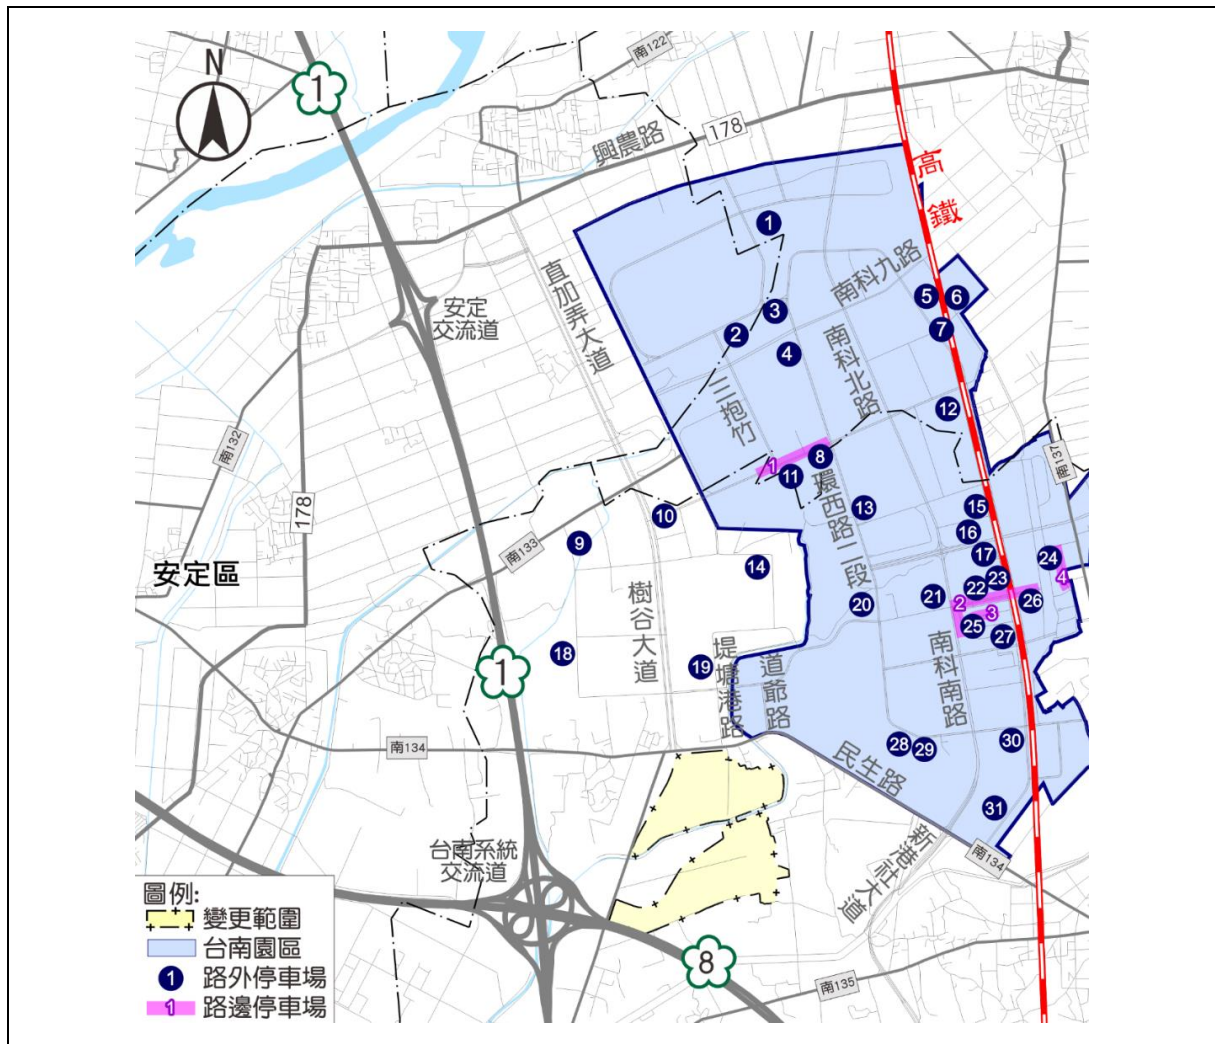 N
1
南122
178
興農路
高鐵
1
直加弄大道
南科九路
5
6
安定
交流道
3
7
2
南科北路
4
三抱竹
12
南132
8
1
11
南137
178
環西路二段
15
13
10
16
9
南133
17
24
14
安定區
23
4
22
樹谷大道
21
2
26
20
3
25
27
18
1
19
堤塘港路
道爺路
南科南路
30
28
29
南134
民生路
31
台南系統
交流道
新港社大道
南134
圖例:
變更範圍
台南園區
1
路外停車場
8
1
路邊停車場
南135